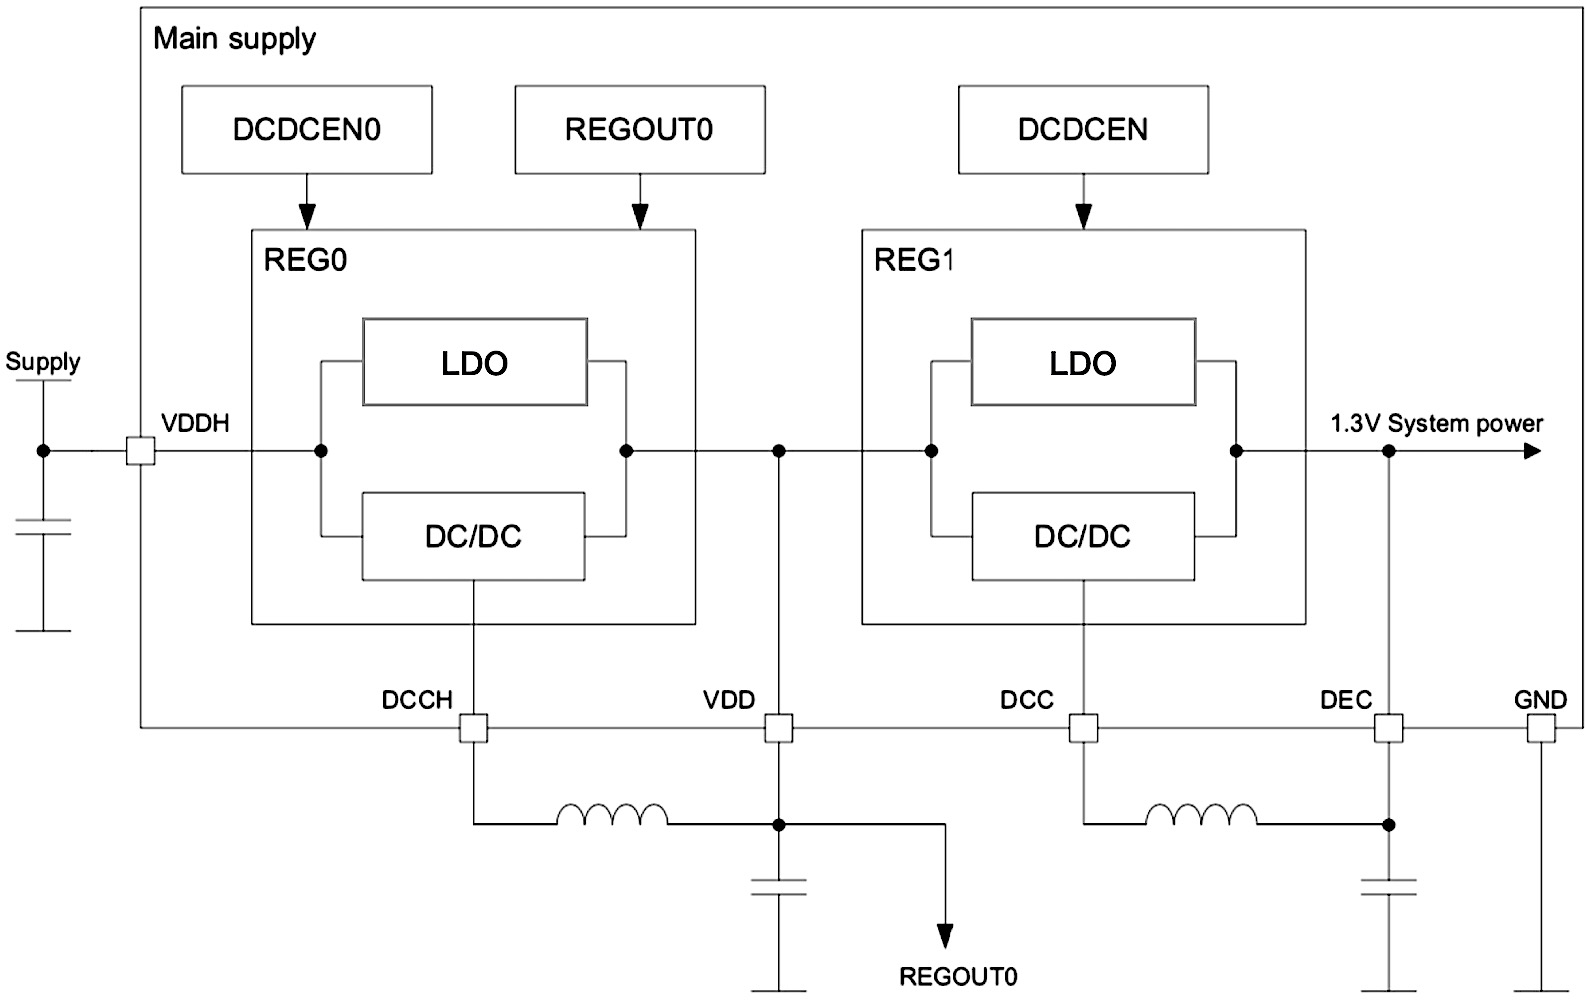 Main supply
DCDCEN0
REGOUT0
DCDCEN
REG0
REG1
LDO
LDO
Supply
VDDH
1.3V System power
DC/DC
DC/DC
DCCH
VDD
DCC
DEC
GND
REGOUT0